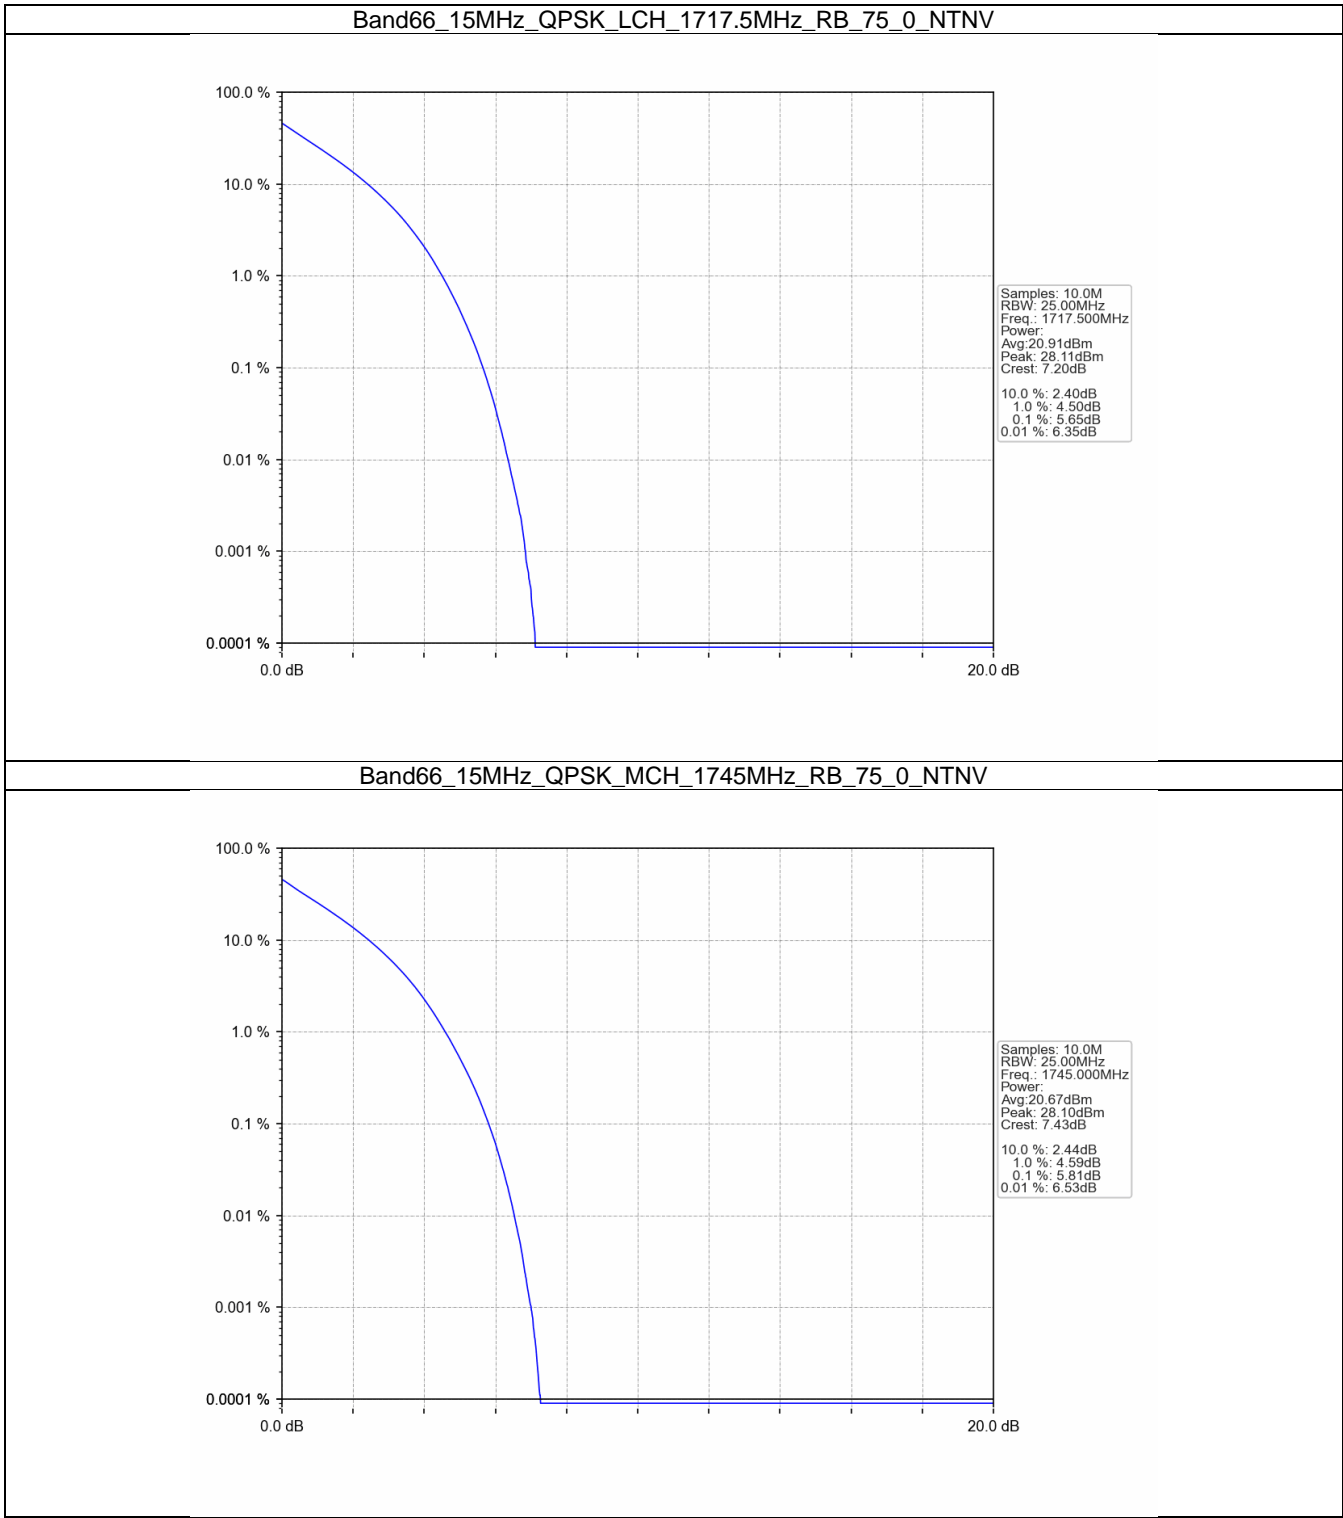 Band66_15MHz_QPSK_LCH_1717.5MHz_RB_75_0_NTNV
100.0 %
10.0 %
1.0 %
0.1 %
0.01 %
0.001 %
0.0001 %
0.0 dB
20.0 dB
Samples: 10.0M
RBW: 25.00MHz
Freq.: 1717.500MHz
Power:
Avg:20.91dBm
Peak: 28.11dBm
Crest: 7.20dB
10.0 %: 2.40dB
1.0 %: 4.50dB
0.1 %: 5.65dB
0.01 %: 6.35dB
Band66_15MHz_QPSK_MCH_1745MHz_RB_75_0_NTNV
100.0 %
10.0 %
1.0 %
0.1 %
0.01 %
0.001 %
0.0001 %
0.0 dB
20.0 dB
Samples: 10.0M
RBW: 25.00MHz
Freq.: 1745.000MHz
Power:
Avg:20.67dBm
Peak: 28.10dBm
Crest: 7.43dB
10.0 %: 2.44dB
1.0 %: 4.59dB
0.1 %: 5.81dB
0.01 %: 6.53dB